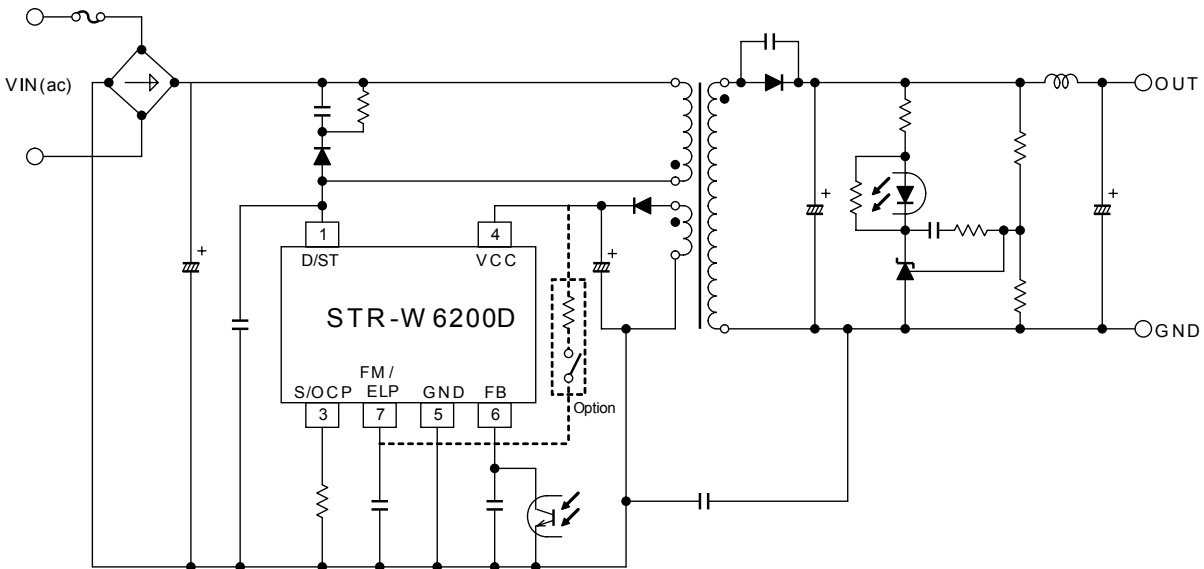 VIN(ac)
OUT
1
4
D/ST
VCC
STR-W6200D
FM/
S/OCP ELP GND FB
3 7 5 6
Option
GND
+
+
+
+